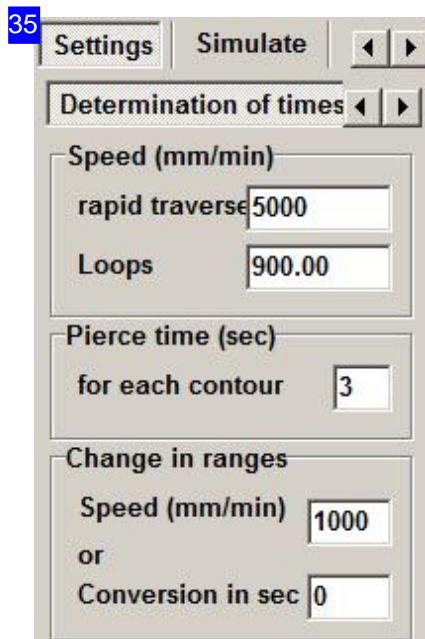 35
Settings Simulate
Determination of times
Speed (mm/min)
rapid traverse 5000
Loops 900.00
Pierce time (sec)
for each contour 3
Change in ranges
Speed (mm/min) 1000
or
Conversion in sec 0